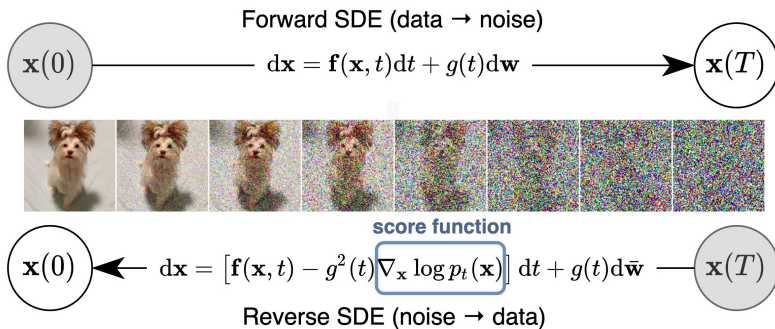 Forward SDE (data → noise)
x(0) dx = f(x, t)dt + g(t)dw x(T)
score function
x(0) dx = [f(x, t) − g²(t)∇ₓ log pₜ(x)] dt + g(t)dw̄ x(T)
Reverse SDE (noise → data)